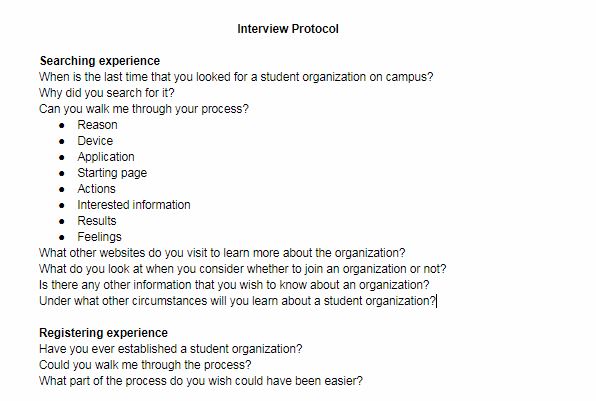 Interview Protocol
Searching experience
When is the last time that you looked for a student organization on campus?
Why did you search for it?
Can you walk me through your process?
● Reason
● Device
● Application
● Starting page
● Actions
● Interested information
● Results
● Feelings
What other websites do you visit to learn more about the organization?
What do you look at when you consider whether to join an organization or not?
Is there any other information that you wish to know about an organization?
Under what other circumstances will you learn about a student organization?
Registering experience
Have you ever established a student organization?
Could you walk me through the process?
What part of the process do you wish could have been easier?